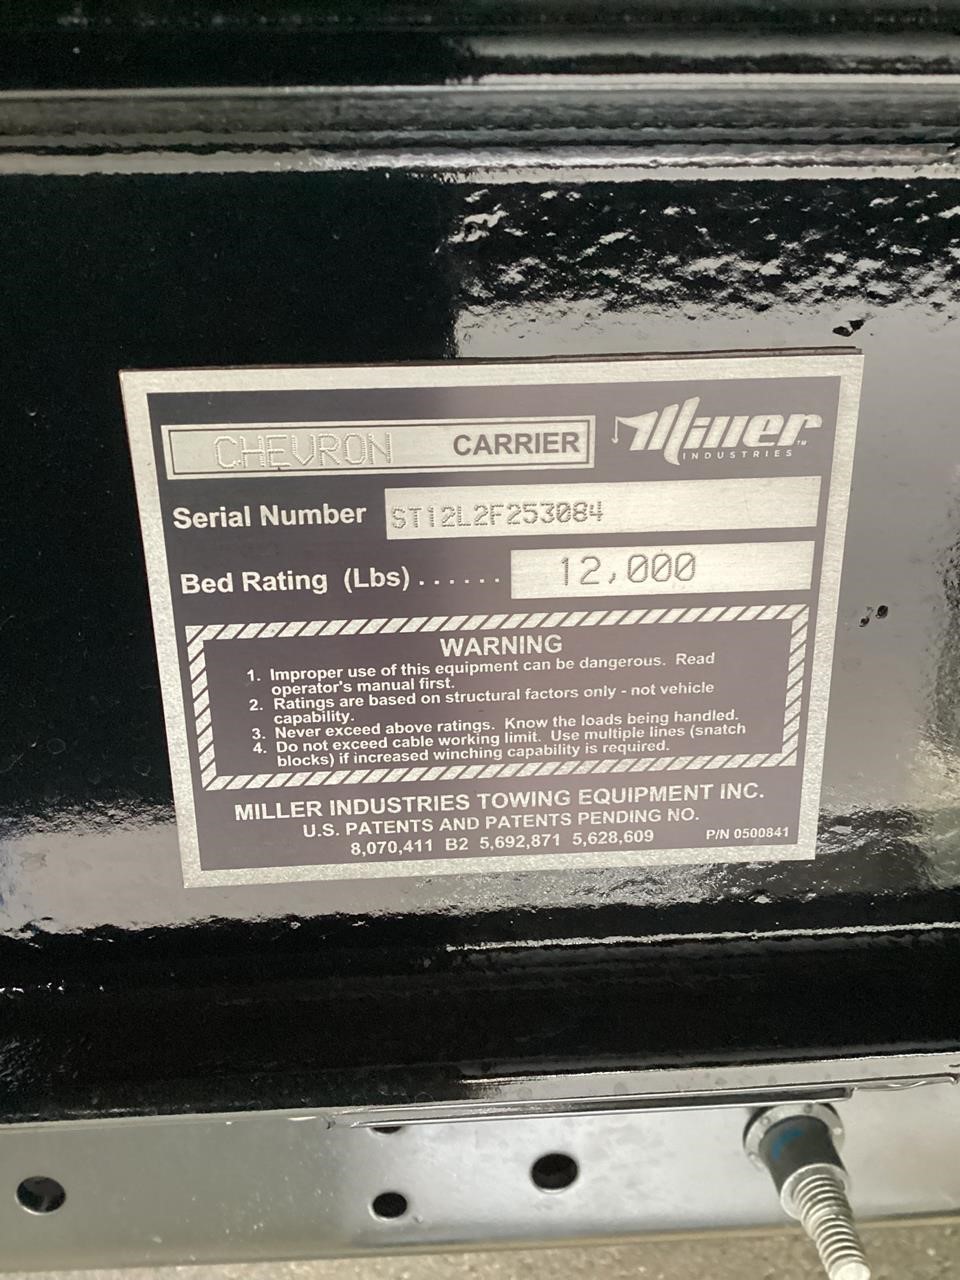 CHEVRON CARRIER
Miller
INDUSTRIES™
Serial Number ST12L2F253084
Bed Rating (Lbs) ...... 12,000
WARNING
1. Improper use of this equipment can be dangerous. Read
operator's manual first.
2. Ratings are based on structural factors only - not vehicle
capability.
3. Never exceed above ratings. Know the loads being handled.
4. Do not exceed cable working limit. Use multiple lines (snatch
blocks) if increased winching capability is required.
MILLER INDUSTRIES TOWING EQUIPMENT INC.
U.S. PATENTS AND PATENTS PENDING NO.
8,070,411 B2 5,692,871 5,628,609 P/N 0500841